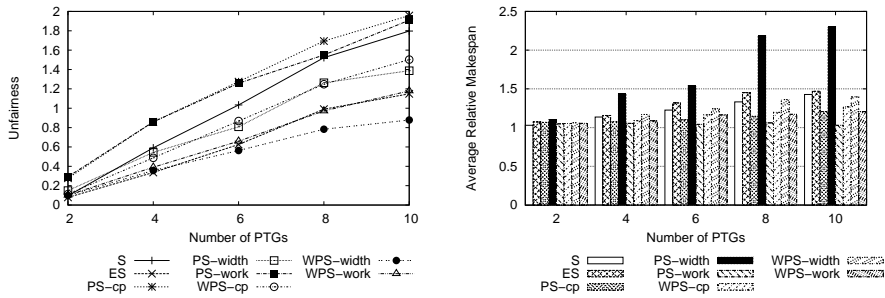 2
1.8
1.6
1.4
1.2
1
0.8
0.6
0.4
0.2
0
Unfairness
2 4 6 8 10
Number of PTGs
S PS-width WPS-width
ES PS-work WPS-work
PS-cp WPS-cp
2.5
2
1.5
1
0.5
0
Average Relative Makespan
2 4 6 8 10
Number of PTGs
S PS-width WPS-width
ES PS-work WPS-work
PS-cp WPS-cp